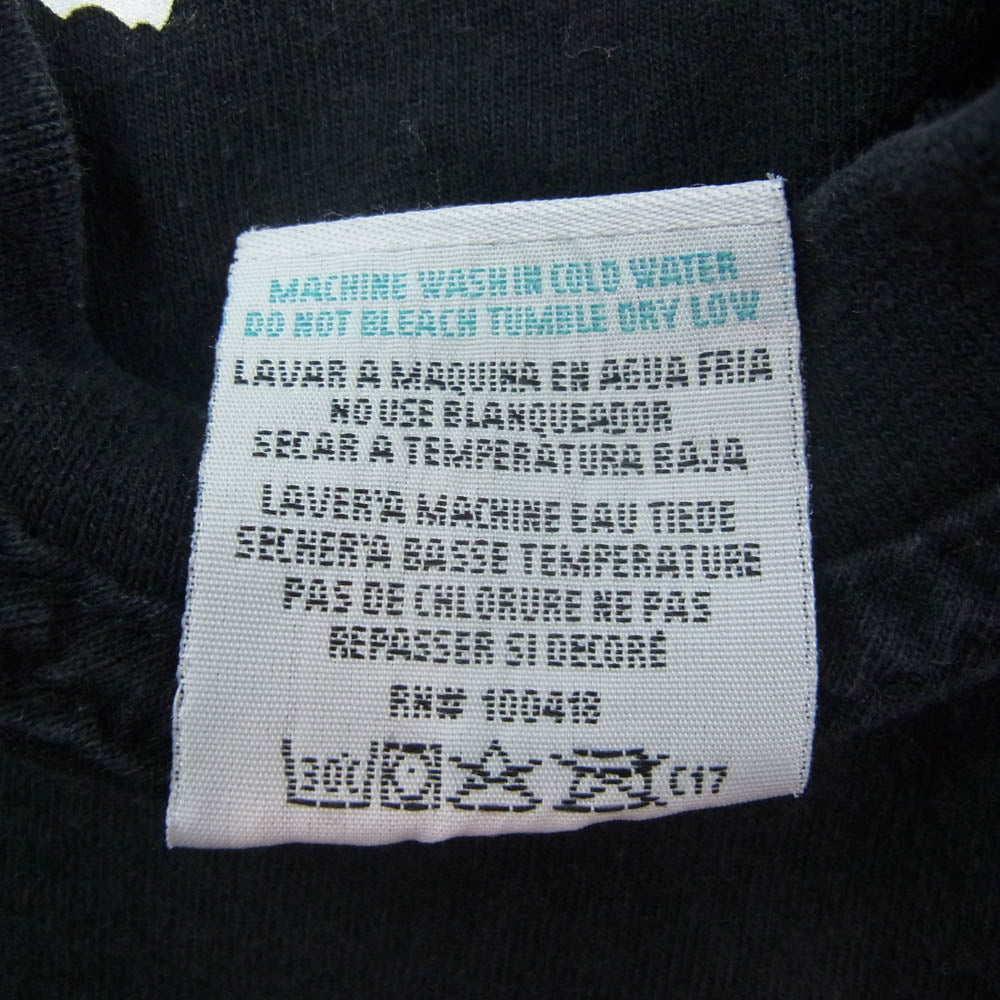 MACHINE WASH IN COLD WATER
DO NOT BLEACH TUMBLE DRY LOW
LAVAR A MAQUINA EN AGUA FRIA
NO USE BLANQUEADOR
SECAR A TEMPERATURA BAJA
LAVER'A MACHINE EAU TIEDE
SECHER'A BASSE TEMPERATURE
PAS DE CHLORURE NE PAS
REPASSER SI DECORÉ
RN# 100418
30C C17